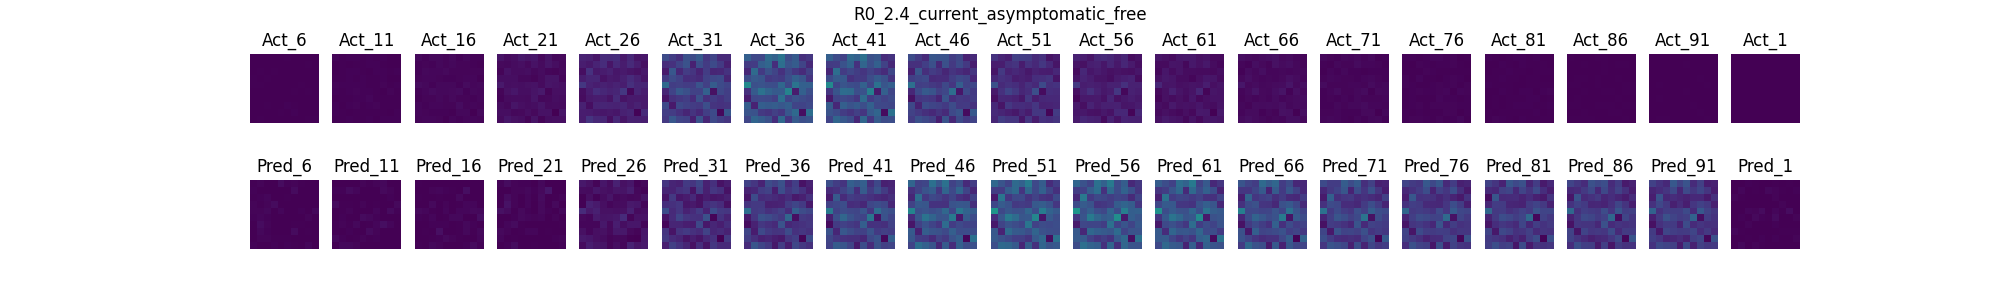 R0_2.4_current_asymptomatic_free
Act_6 Act_11 Act_16 Act_21 Act_26 Act_31 Act_36 Act_41 Act_46 Act_51 Act_56 Act_61 Act_66 Act_71 Act_76 Act_81 Act_86 Act_91 Act_1
Pred_6 Pred_11 Pred_16 Pred_21 Pred_26 Pred_31 Pred_36 Pred_41 Pred_46 Pred_51 Pred_56 Pred_61 Pred_66 Pred_71 Pred_76 Pred_81 Pred_86 Pred_91 Pred_1